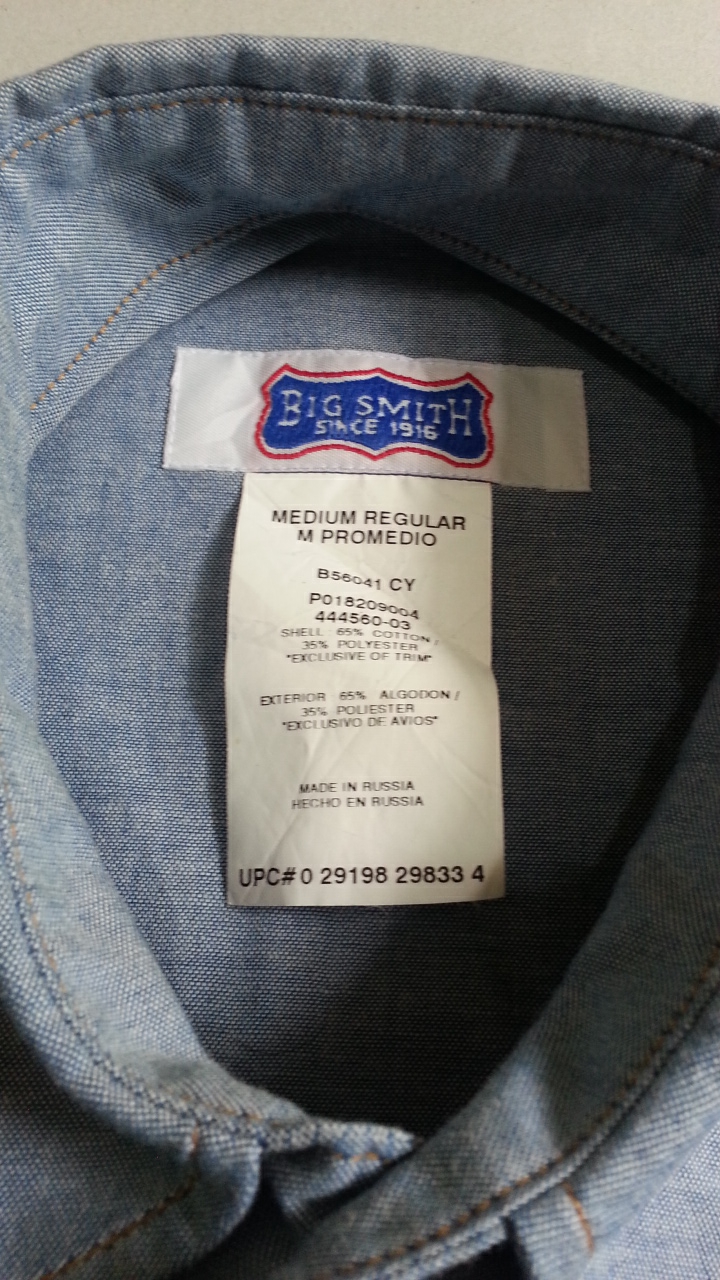 BIG SMITH
SINCE 1916
MEDIUM REGULAR
M PROMEDIO
B56041 CY
P018209004
444560-03
SHELL: 65% COTTON/
35% POLYESTER
*EXCLUSIVE OF TRIM*
EXTERIOR 65% ALGODON/
35% POLIESTER
*EXCLUSIVO DE AVIOS*
MADE IN RUSSIA
HECHO EN RUSSIA
UPC# 0 29198 29833 4